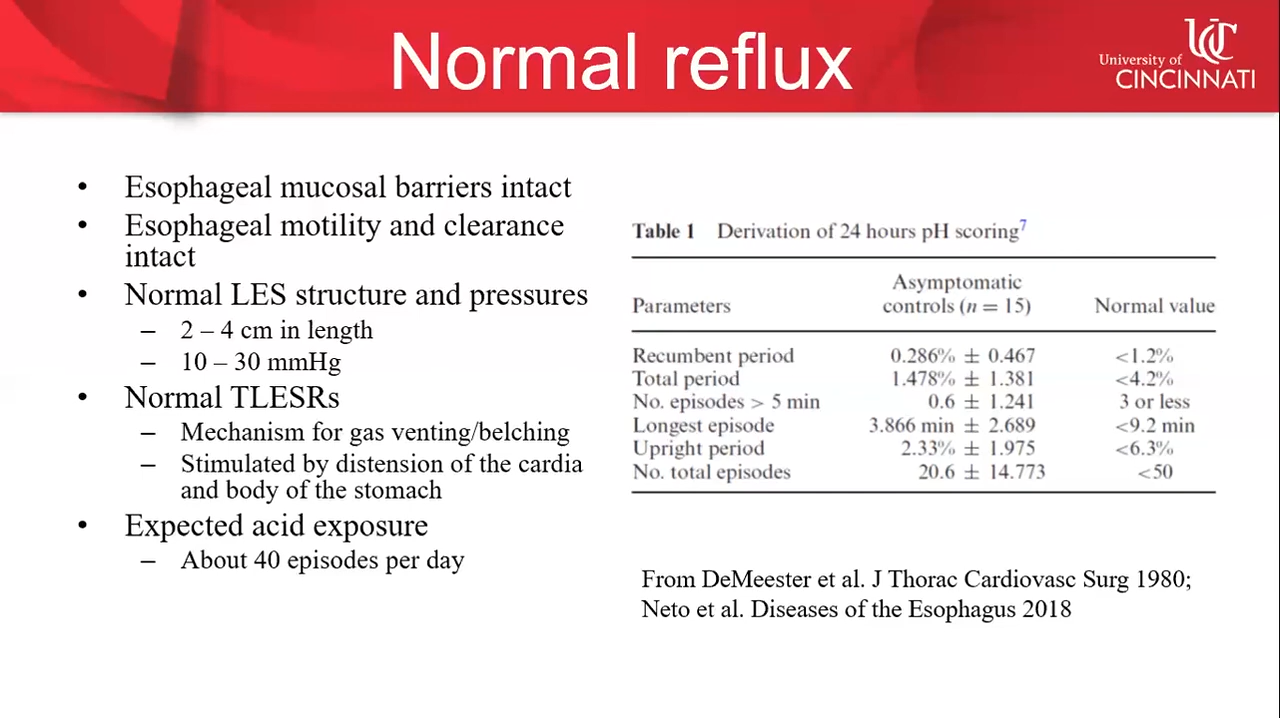 Normal reflux
University of
CINCINNATI
• Esophageal mucosal barriers intact
• Esophageal motility and clearance
intact
• Normal LES structure and pressures
– 2 – 4 cm in length
– 10 – 30 mmHg
• Normal TLESRs
– Mechanism for gas venting/belching
– Stimulated by distension of the cardia
and body of the stomach
• Expected acid exposure
– About 40 episodes per day
Table 1 Derivation of 24 hours pH scoring7
Asymptomatic
Parameters controls (n = 15) Normal value
Recumbent period 0.286% ± 0.467 <1.2%
Total period 1.478% ± 1.381 <4.2%
No. episodes > 5 min 0.6 ± 1.241 3 or less
Longest episode 3.866 min ± 2.689 <9.2 min
Upright period 2.33% ± 1.975 <6.3%
No. total episodes 20.6 ± 14.773 <50
From DeMeester et al. J Thorac Cardiovasc Surg 1980;
Neto et al. Diseases of the Esophagus 2018